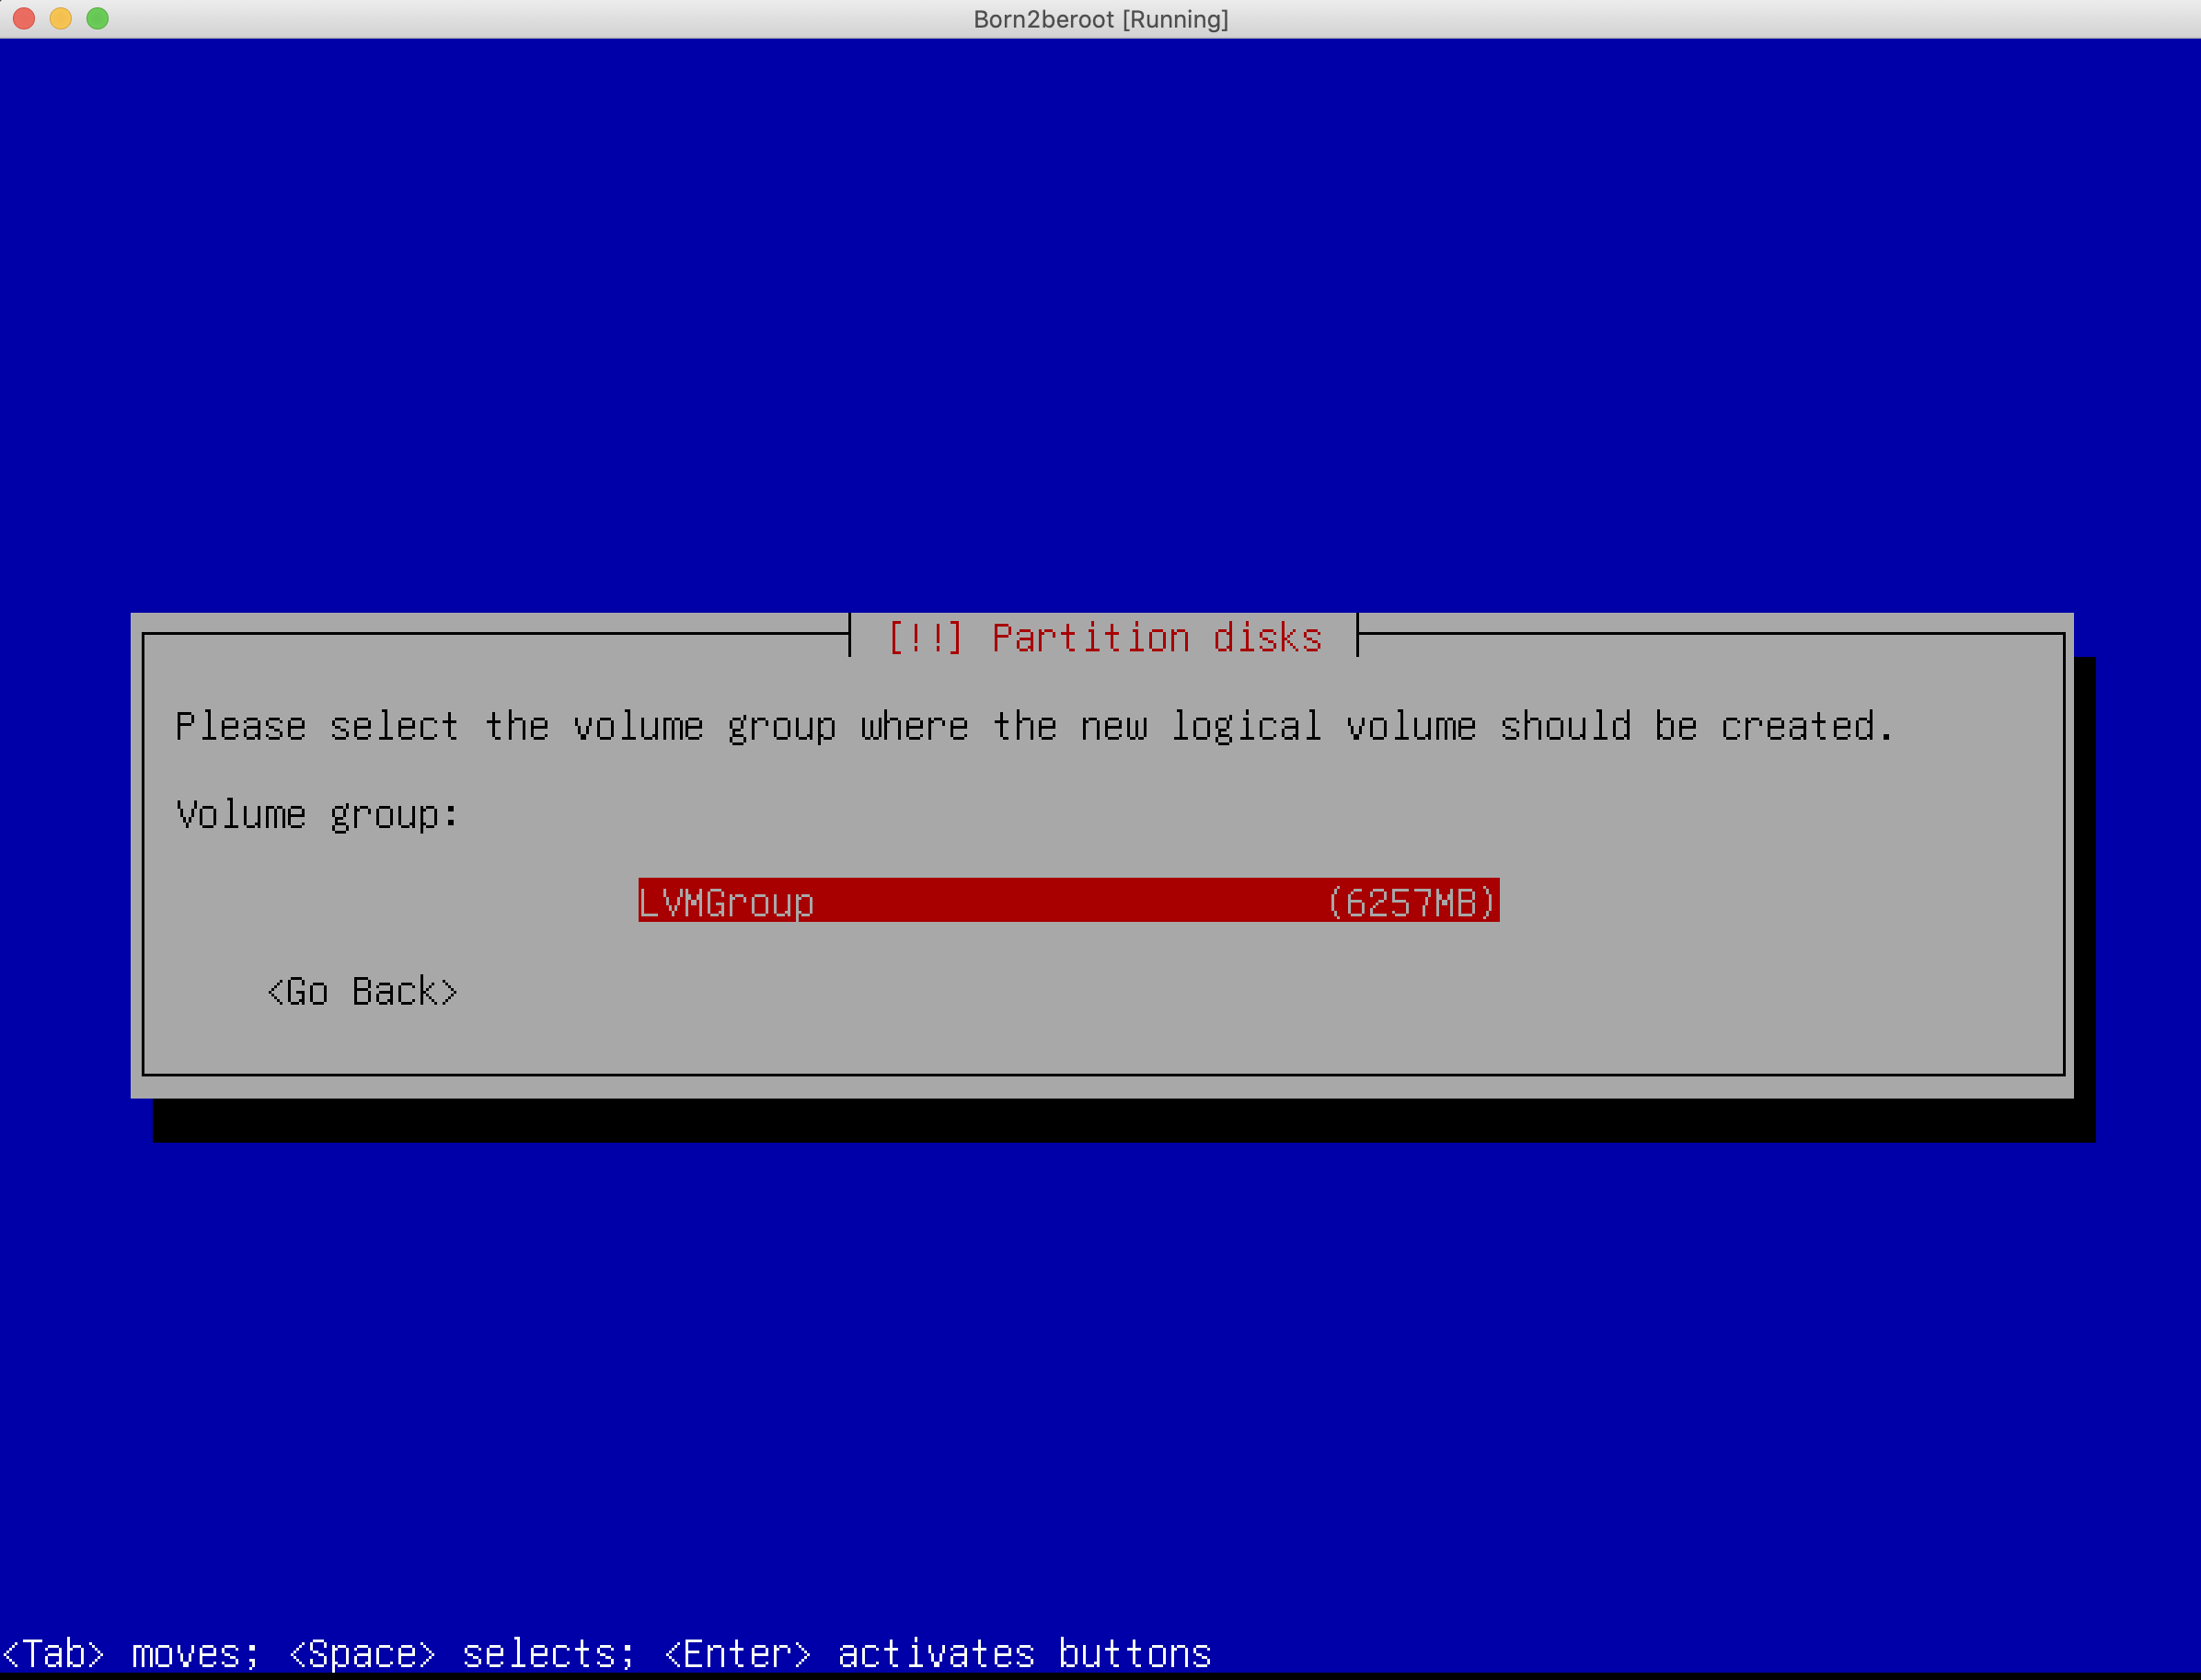 Born2beroot [Running]
[!!] Partition disks
Please select the volume group where the new logical volume should be created.
Volume group:
LVMGroup (6257MB)
<Go Back>
<Tab> moves; <Space> selects; <Enter> activates buttons